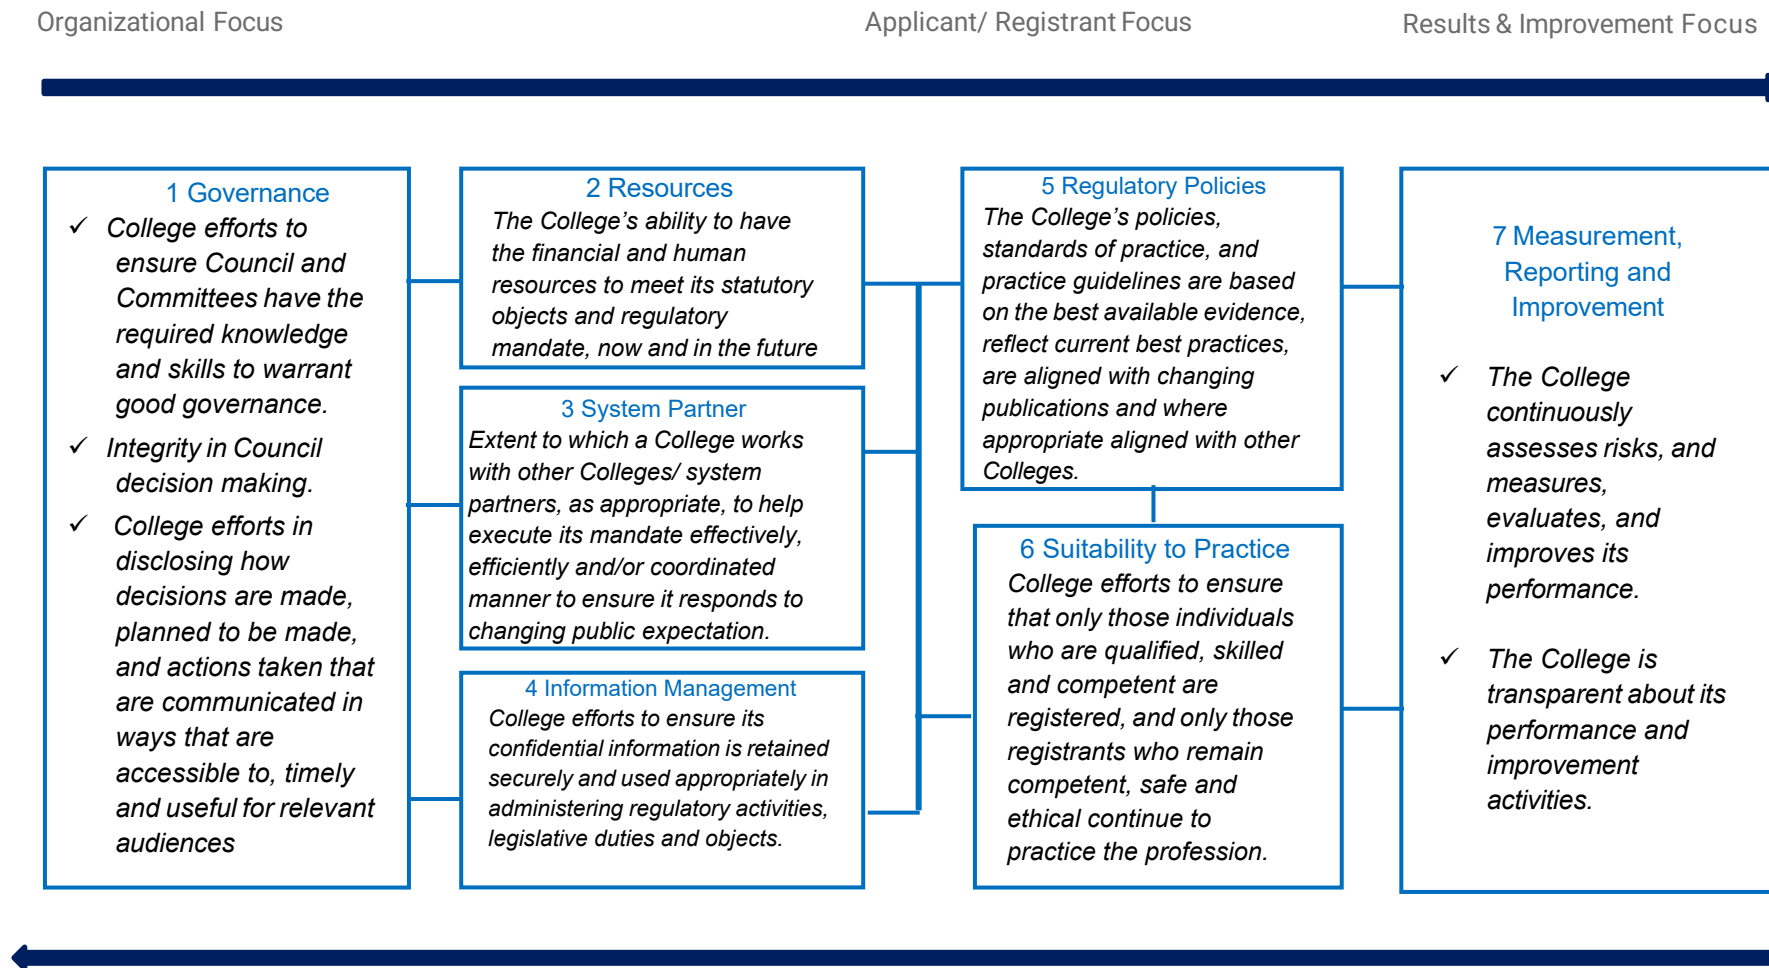 Organizational Focus
Applicant/ Registrant Focus
Results & Improvement Focus
1 Governance
✓ College efforts to
ensure Council and
Committees have the
required knowledge
and skills to warrant
good governance.
✓ Integrity in Council
decision making.
✓ College efforts in
disclosing how
decisions are made,
planned to be made,
and actions taken that
are communicated in
ways that are
accessible to, timely
and useful for relevant
audiences
2 Resources
The College’s ability to have
the financial and human
resources to meet its statutory
objects and regulatory
mandate, now and in the future
3 System Partner
Extent to which a College works
with other Colleges/ system
partners, as appropriate, to help
execute its mandate effectively,
efficiently and/or coordinated
manner to ensure it responds to
changing public expectation.
4 Information Management
College efforts to ensure its
confidential information is retained
securely and used appropriately in
administering regulatory activities,
legislative duties and objects.
5 Regulatory Policies
The College’s policies,
standards of practice, and
practice guidelines are based
on the best available evidence,
reflect current best practices,
are aligned with changing
publications and where
appropriate aligned with other
Colleges.
6 Suitability to Practice
College efforts to ensure
that only those individuals
who are qualified, skilled
and competent are
registered, and only those
registrants who remain
competent, safe and
ethical continue to
practice the profession.
7 Measurement,
Reporting and
Improvement
✓ The College
continuously
assesses risks, and
measures,
evaluates, and
improves its
performance.
✓ The College is
transparent about its
performance and
improvement
activities.